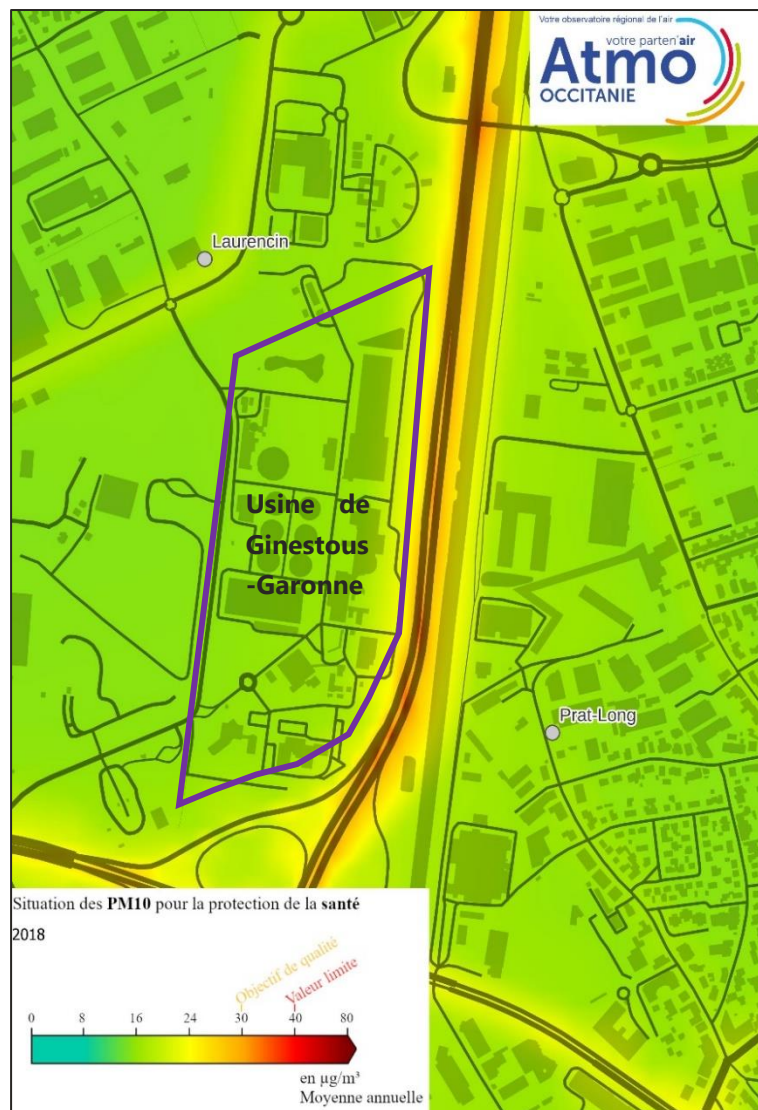 Votre observatoire régional de l'air
votre parten'air
Atmo
OCCITANIE
Laurencin
Usine de
Ginestous
-Garonne
Prat-Long
Situation des PM10 pour la protection de la santé
2018
Objectif de qualité
Valeur limite
0 8 16 24 30 40 80
en µg/m³
Moyenne annuelle